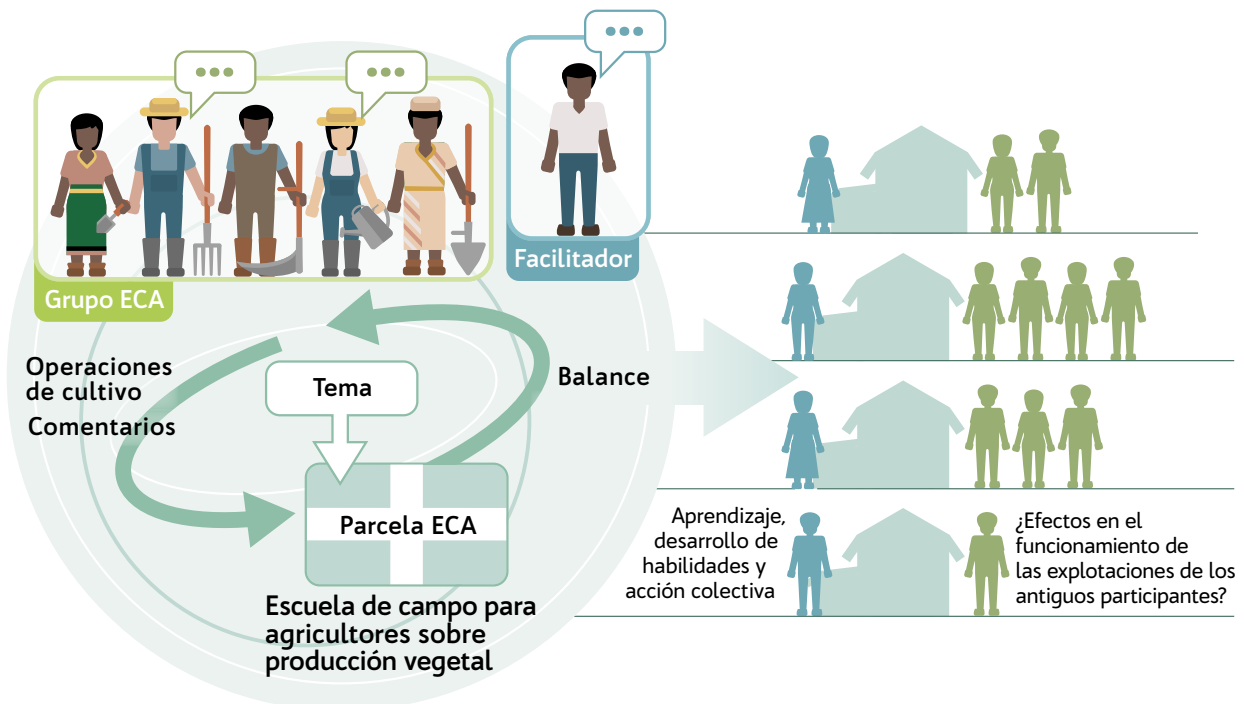 Grupo ECA
Facilitador
Operaciones
de cultivo
Comentarios
Tema
Balance
Parcela ECA
Escuela de campo para
agricultores sobre
producción vegetal
Aprendizaje,
desarrollo de
habilidades y
acción colectiva
¿Efectos en el
funcionamiento de
las explotaciones de los
antiguos participantes?